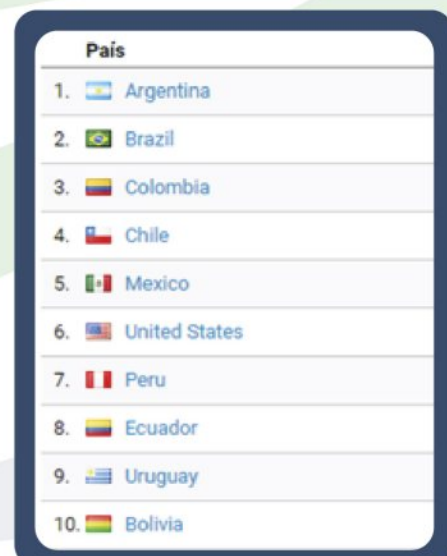 País
1. Argentina
2. Brazil
3. Colombia
4. Chile
5. Mexico
6. United States
7. Peru
8. Ecuador
9. Uruguay
10. Bolivia